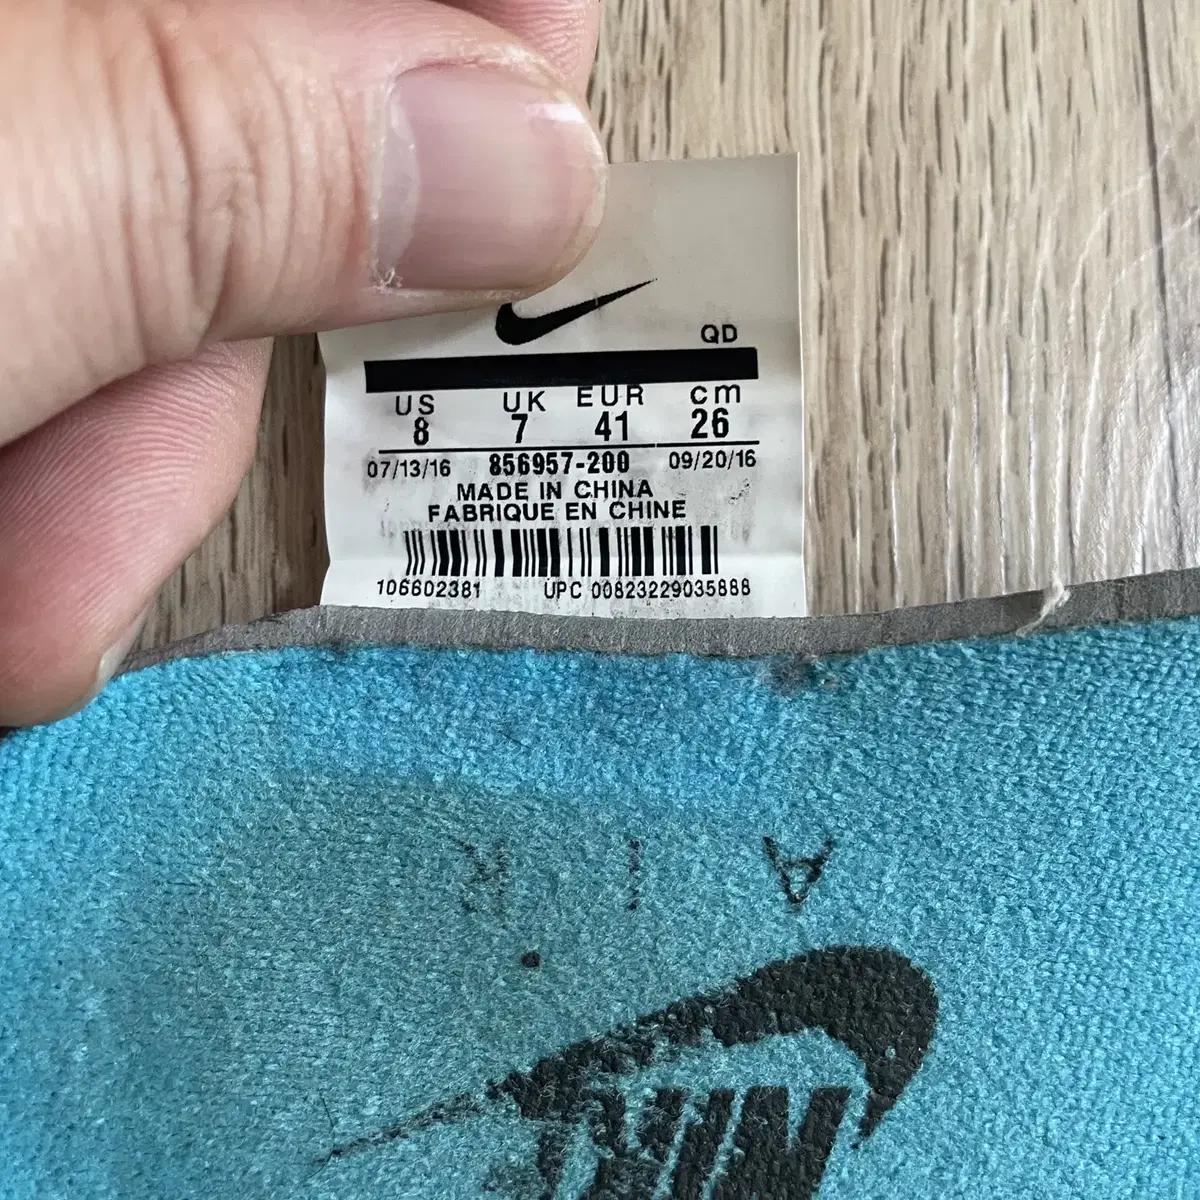 QD
US UK EUR cm
8 7 41 26
07/13/16 856957-200 09/20/16
MADE IN CHINA
FABRIQUE EN CHINE
106602381 UPC 00823229035888
AIR
NIKE